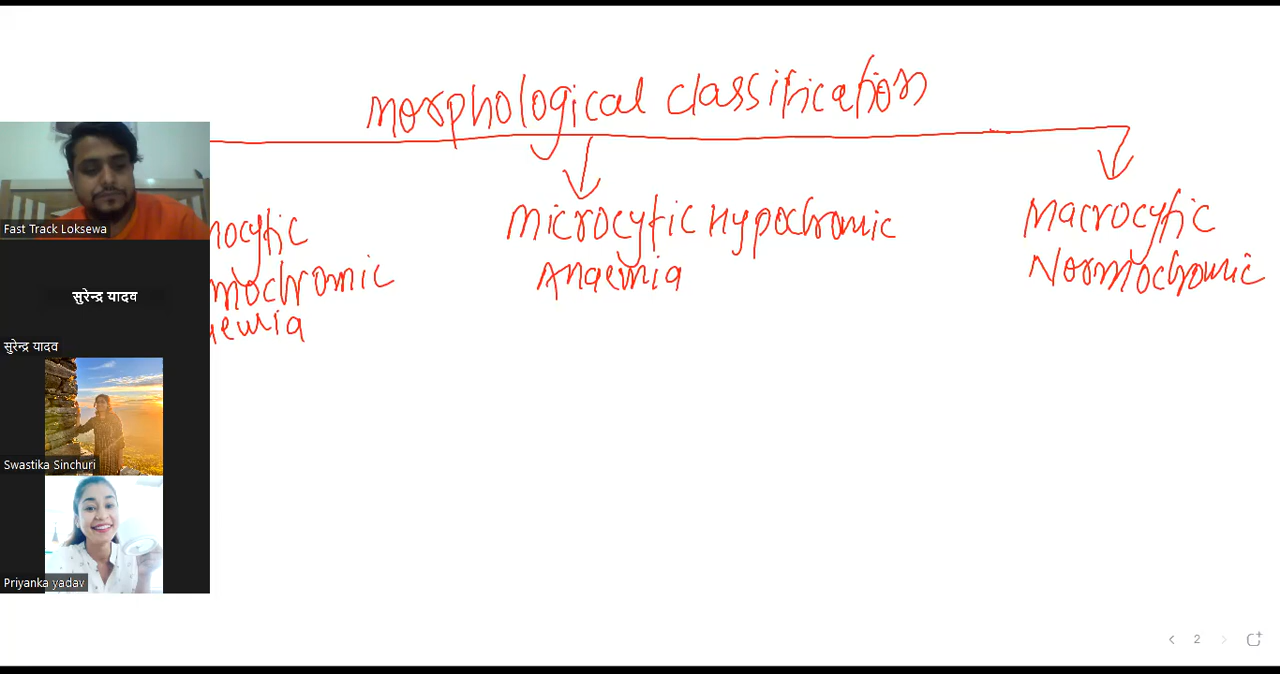 morphological classification
nocytic
mochromic
aemia
Microcytic Hypochromic
Anaemia
Macrocytic
Normochromic
Fast Track Loksewa
सुरेन्द्र यादव
सुरेन्द्र यादव
Swastika Sinchuri
Priyanka yadav
2